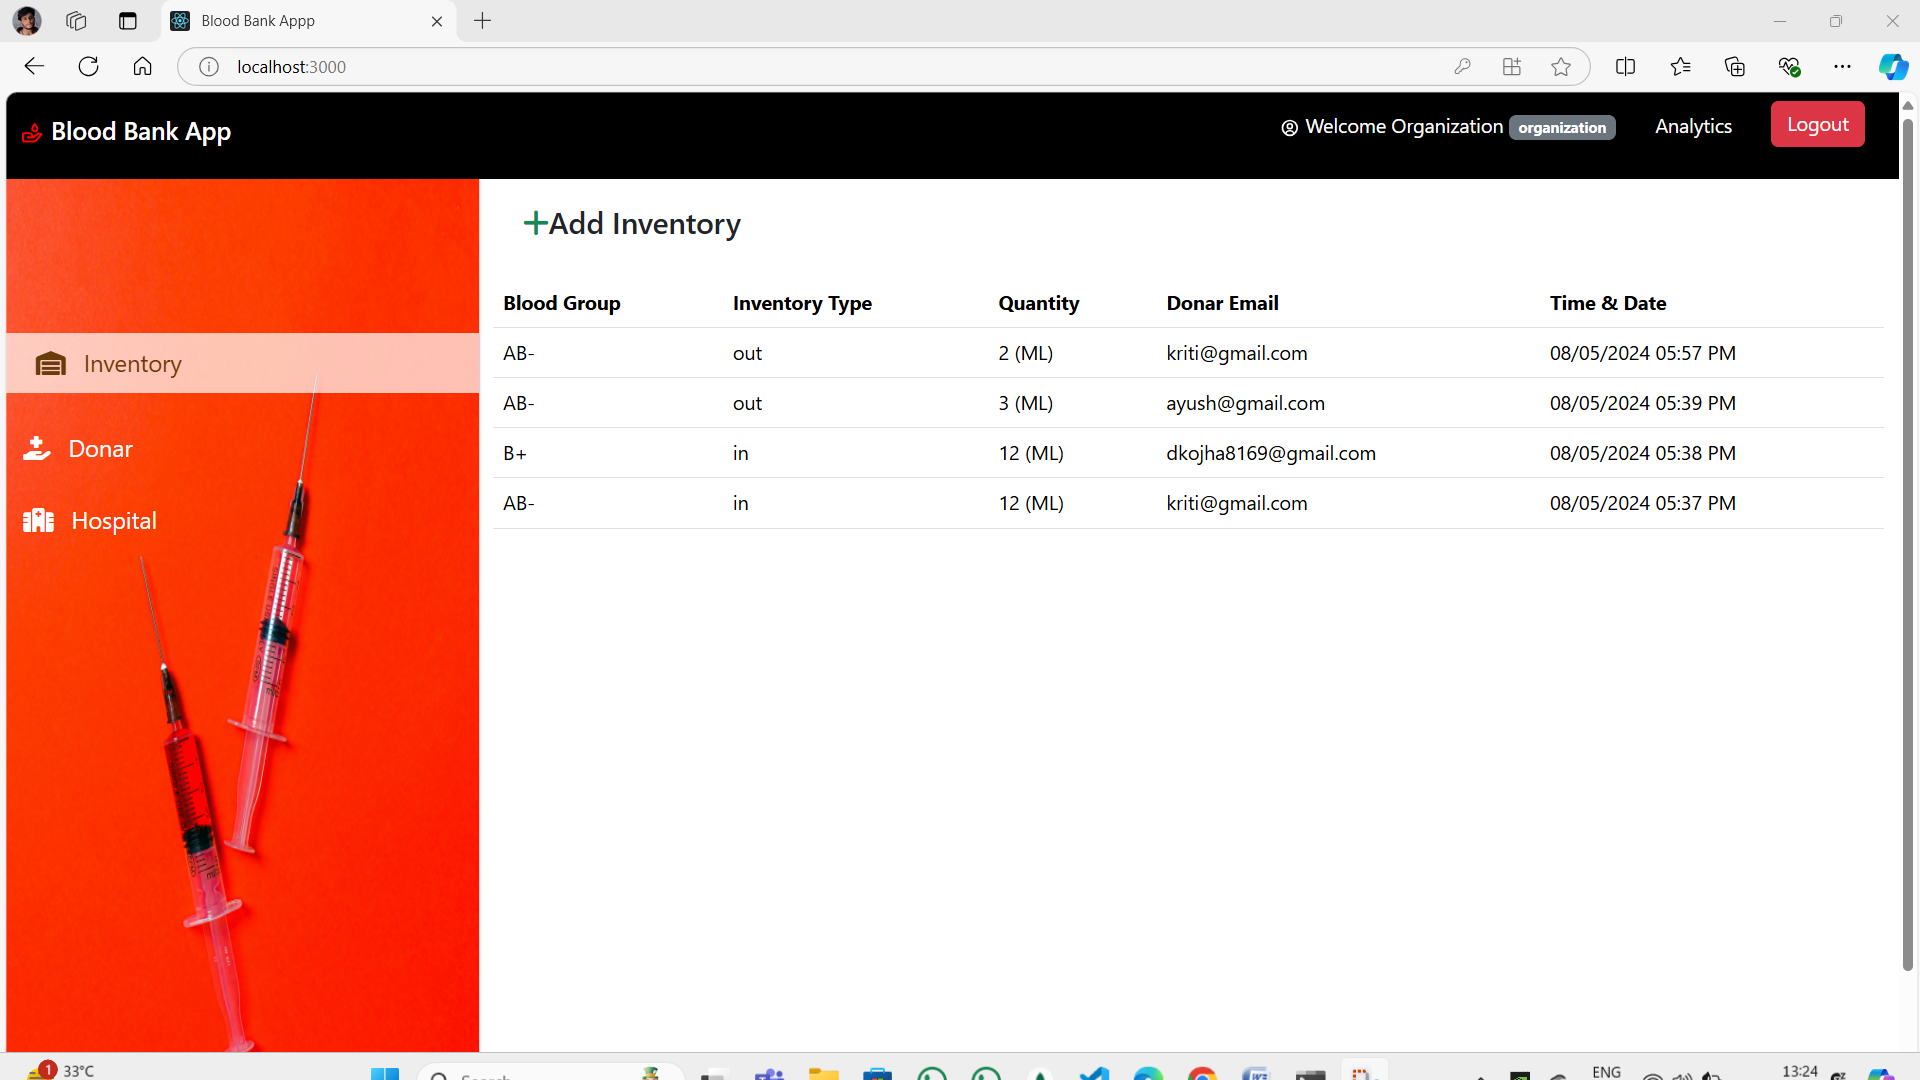 Blood Bank Appp
localhost:3000
Blood Bank App
Welcome Organization organization Analytics Logout
Add Inventory
Blood Group Inventory Type Quantity Donar Email Time & Date
AB- out 2 (ML) kriti@gmail.com 08/05/2024 05:57 PM
AB- out 3 (ML) ayush@gmail.com 08/05/2024 05:39 PM
B+ in 12 (ML) dkojha8169@gmail.com 08/05/2024 05:38 PM
AB- in 12 (ML) kriti@gmail.com 08/05/2024 05:37 PM
Inventory
Donar
Hospital
1 33°C
Search
ENG
13:24